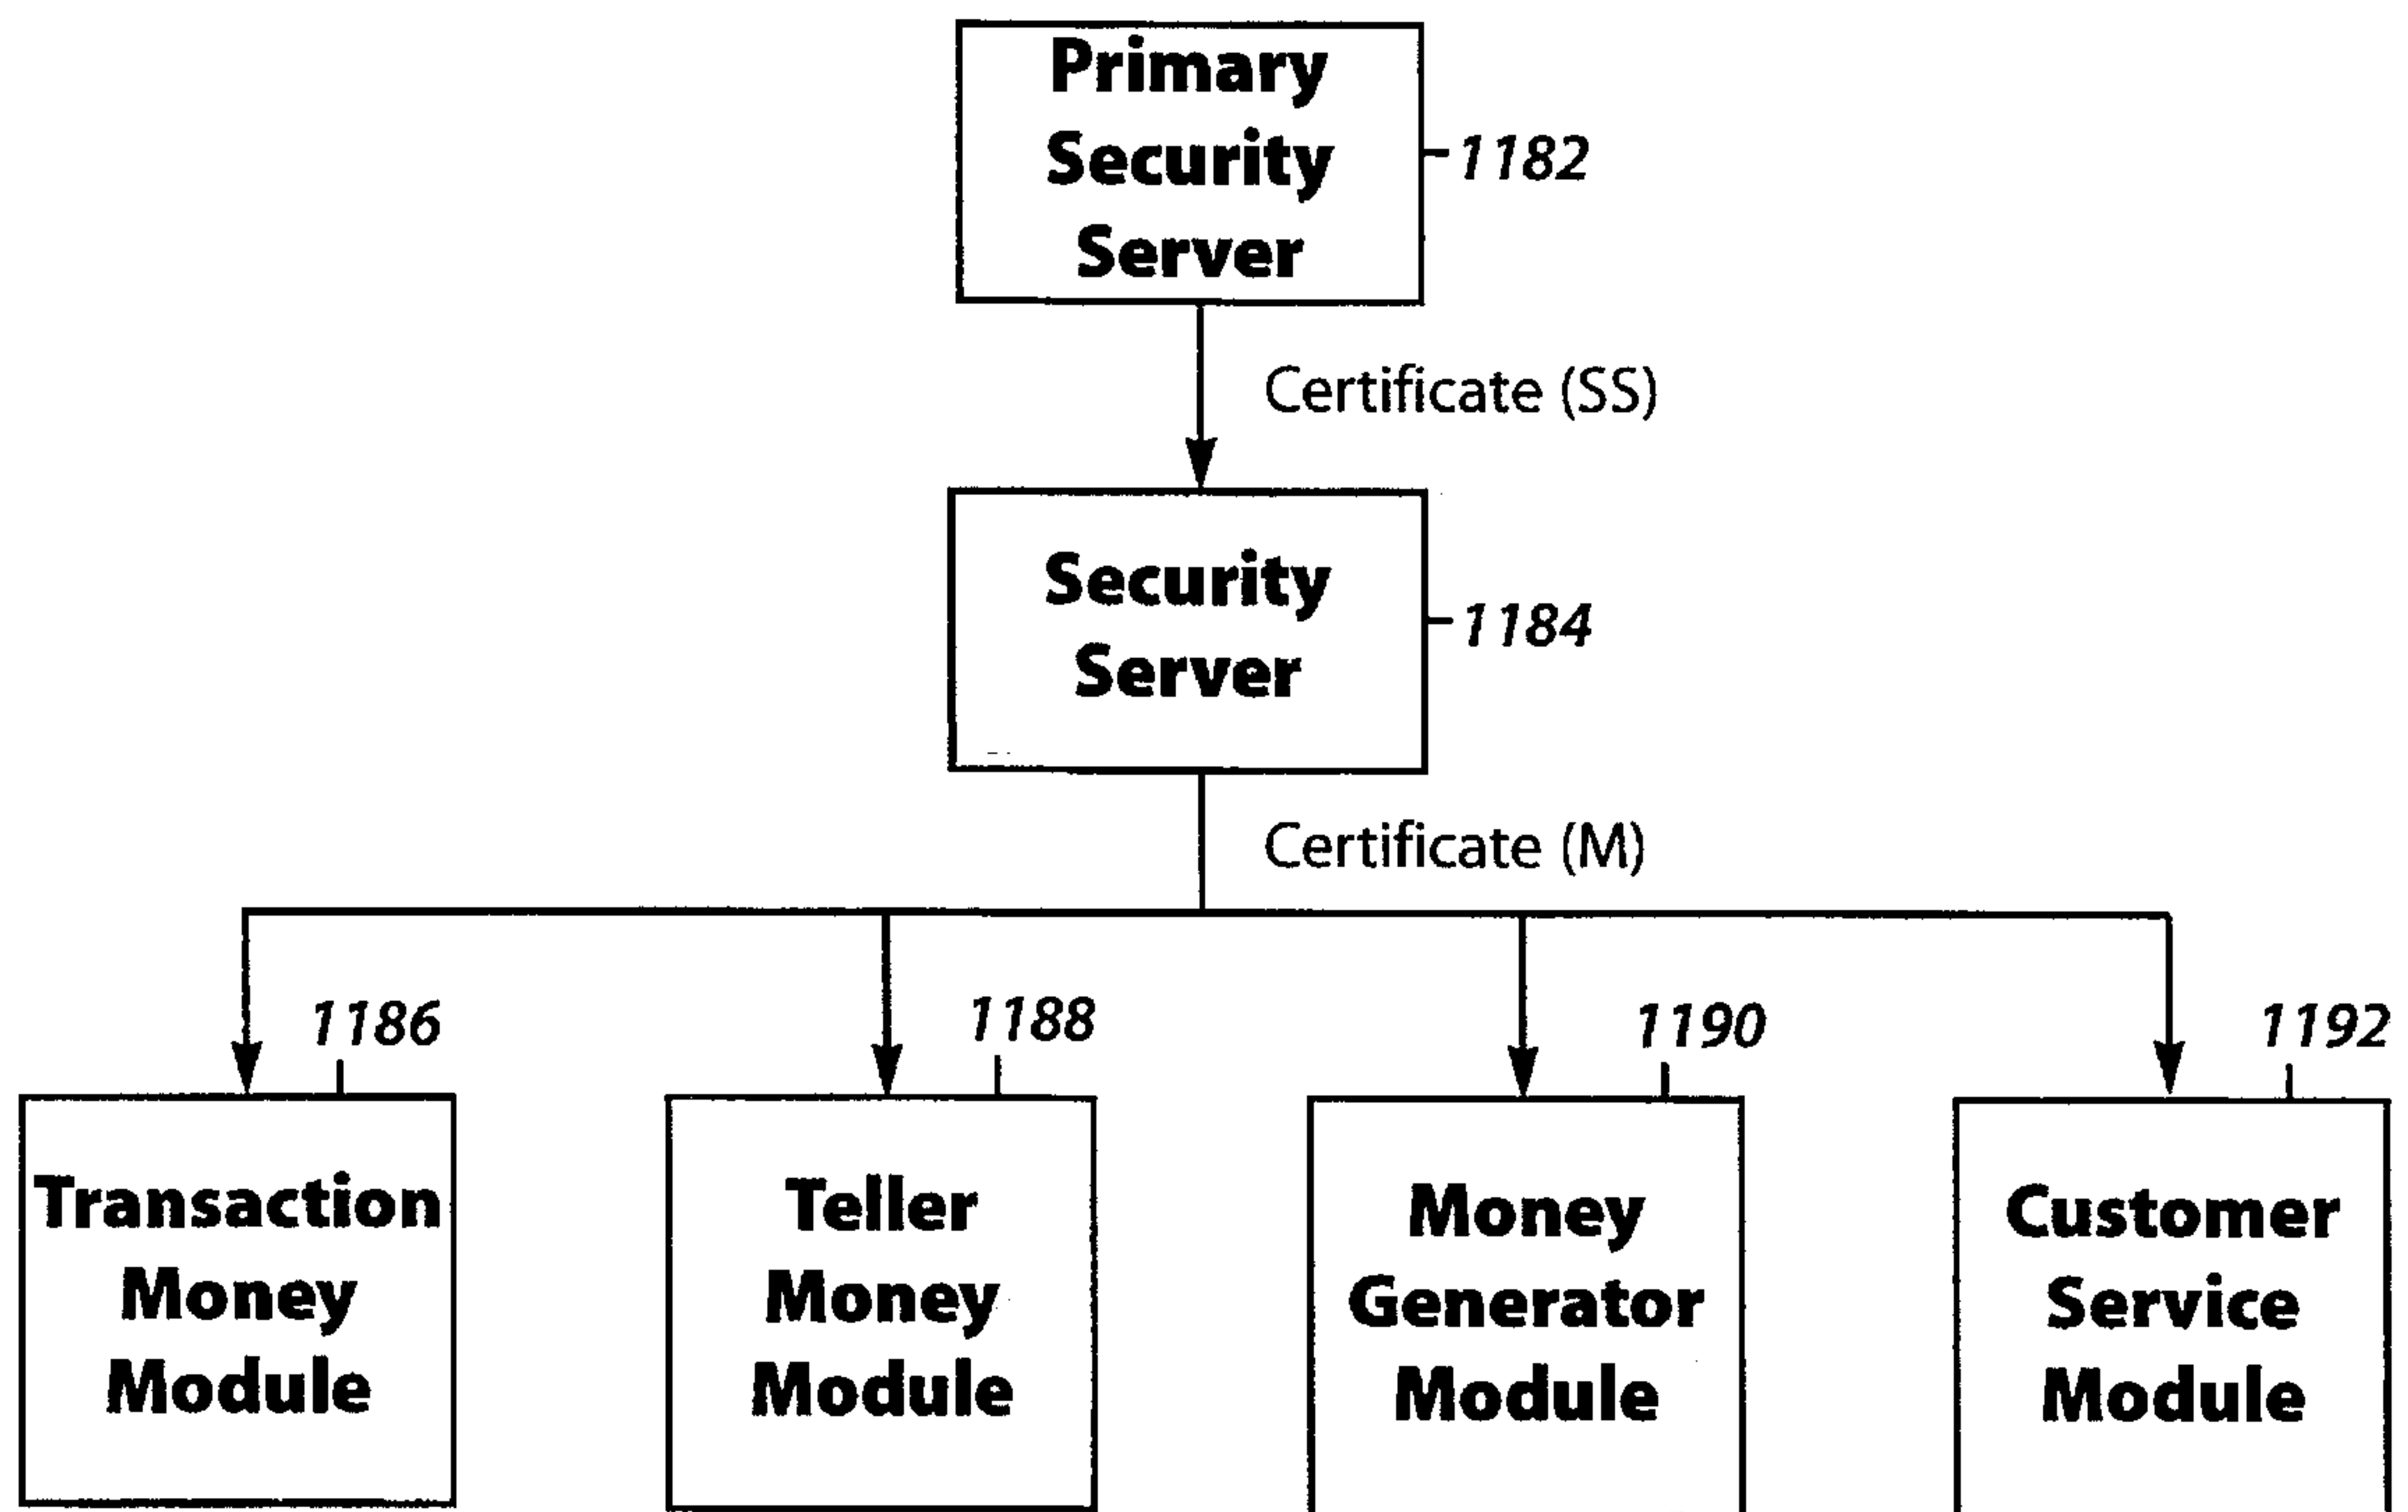 Primary
Security
Server
1182
Certificate (SS)
Security
Server
1184
Certificate (M)
1186
1188
1190
1192
Transaction
Money
Module
Teller
Money
Module
Money
Generator
Module
Customer
Service
Module